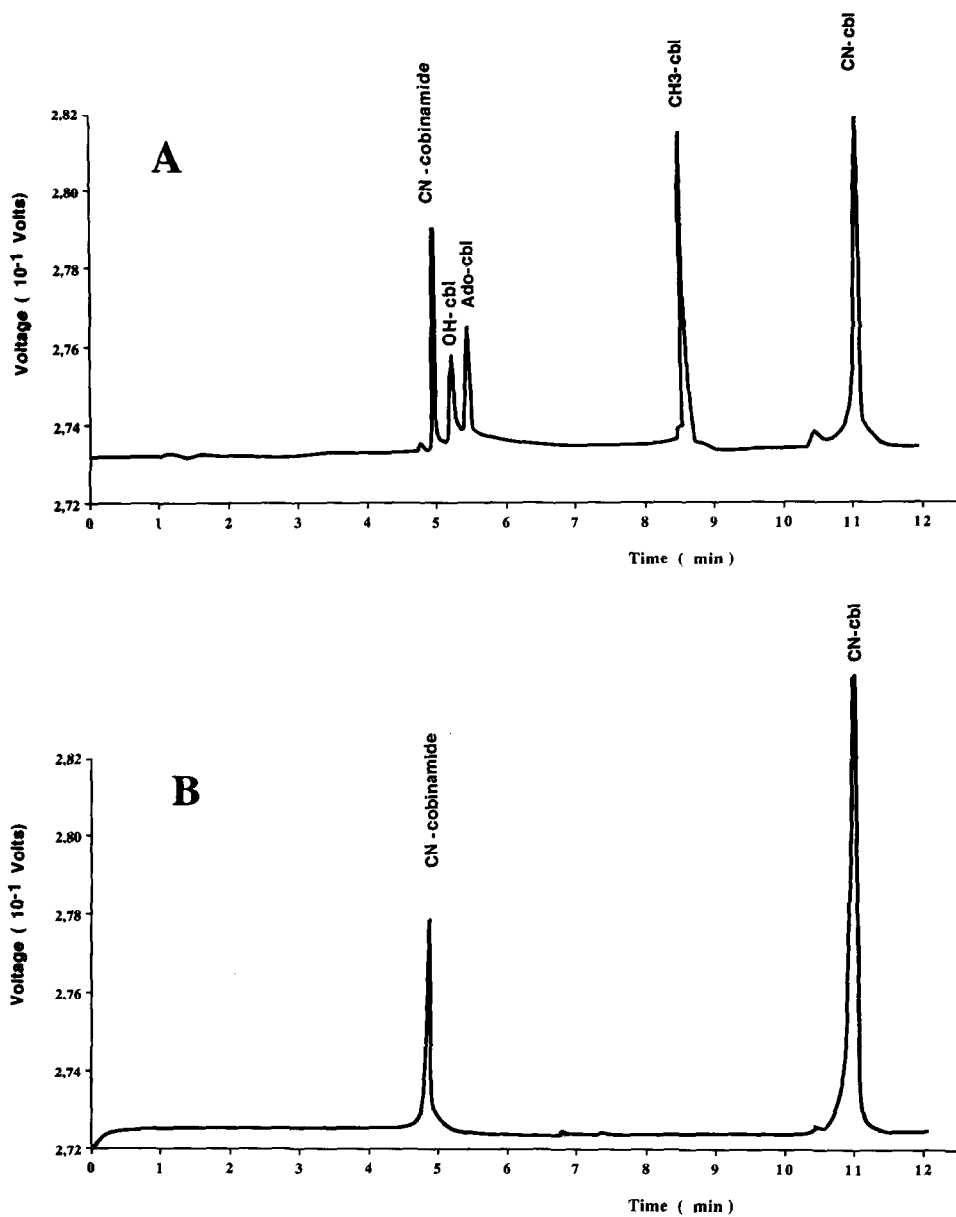 CN-cobinamide
OH-cbl
Ado-cbl
CH3-cbl
CN-cbl
A
Voltage ( 10-1 Volts)
2,82
2,80
2,78
2,76
2,74
2,72
0 1 2 3 4 5 6 7 8 9 10 11 12
Time ( min)
CN-cobinamide
CN-cbl
B
Voltage ( 10-1 Volts)
2,82
2,80
2,78
2.76
2,74
2,72
0 1 2 3 4 5 6 7 8 9 10 11 12
Time ( min)